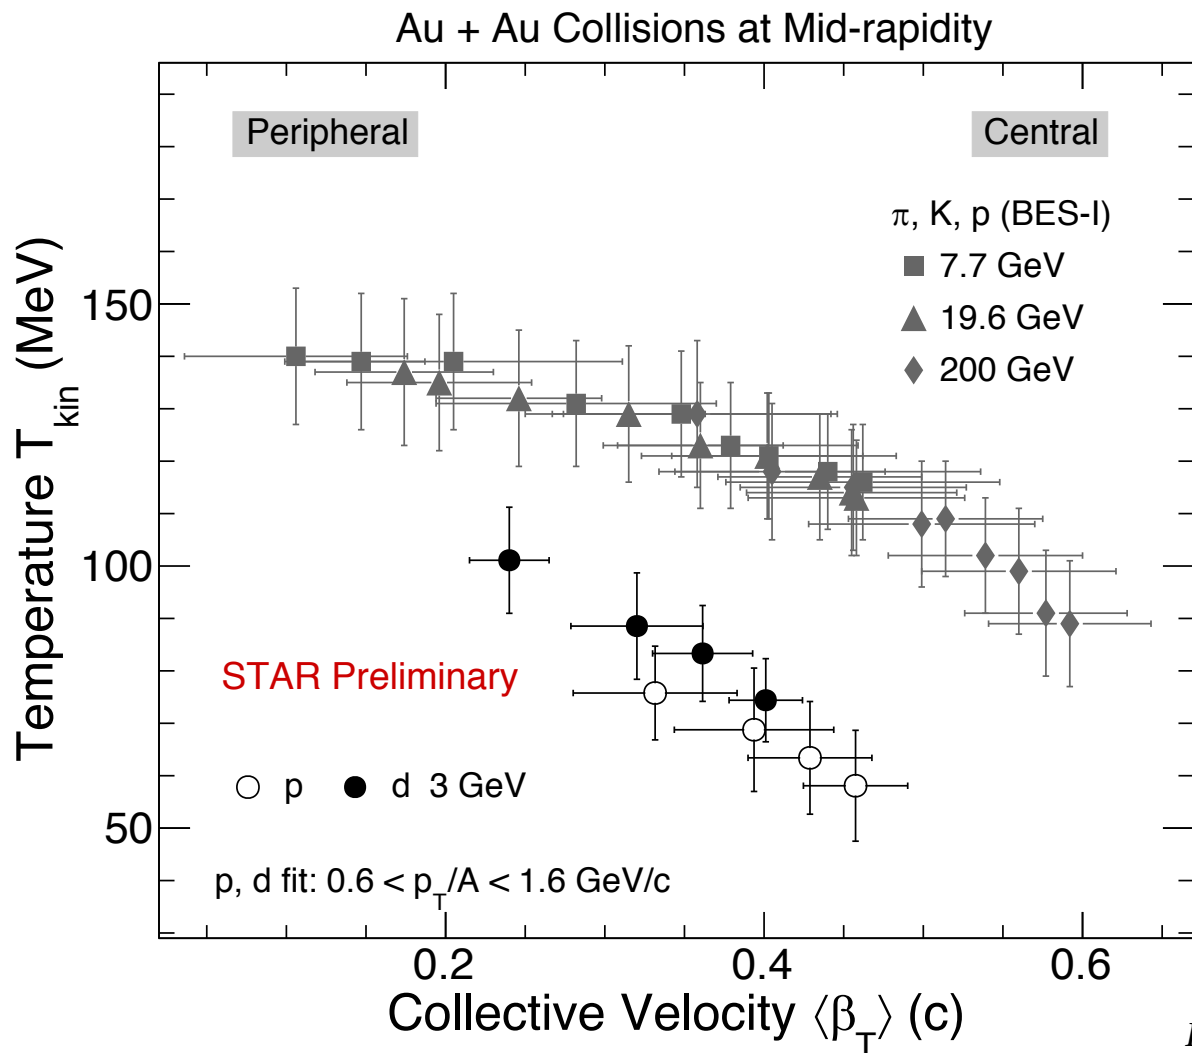 Au + Au Collisions at Mid-rapidity
Peripheral
Central
π, K, p (BES-I)
7.7 GeV
19.6 GeV
200 GeV
150
100
50
Temperature T_kin (MeV)
STAR Preliminary
p d 3 GeV
p, d fit: 0.6 < p_T/A < 1.6 GeV/c
0.2 0.4 0.6
Collective Velocity ⟨β_T⟩ (c)